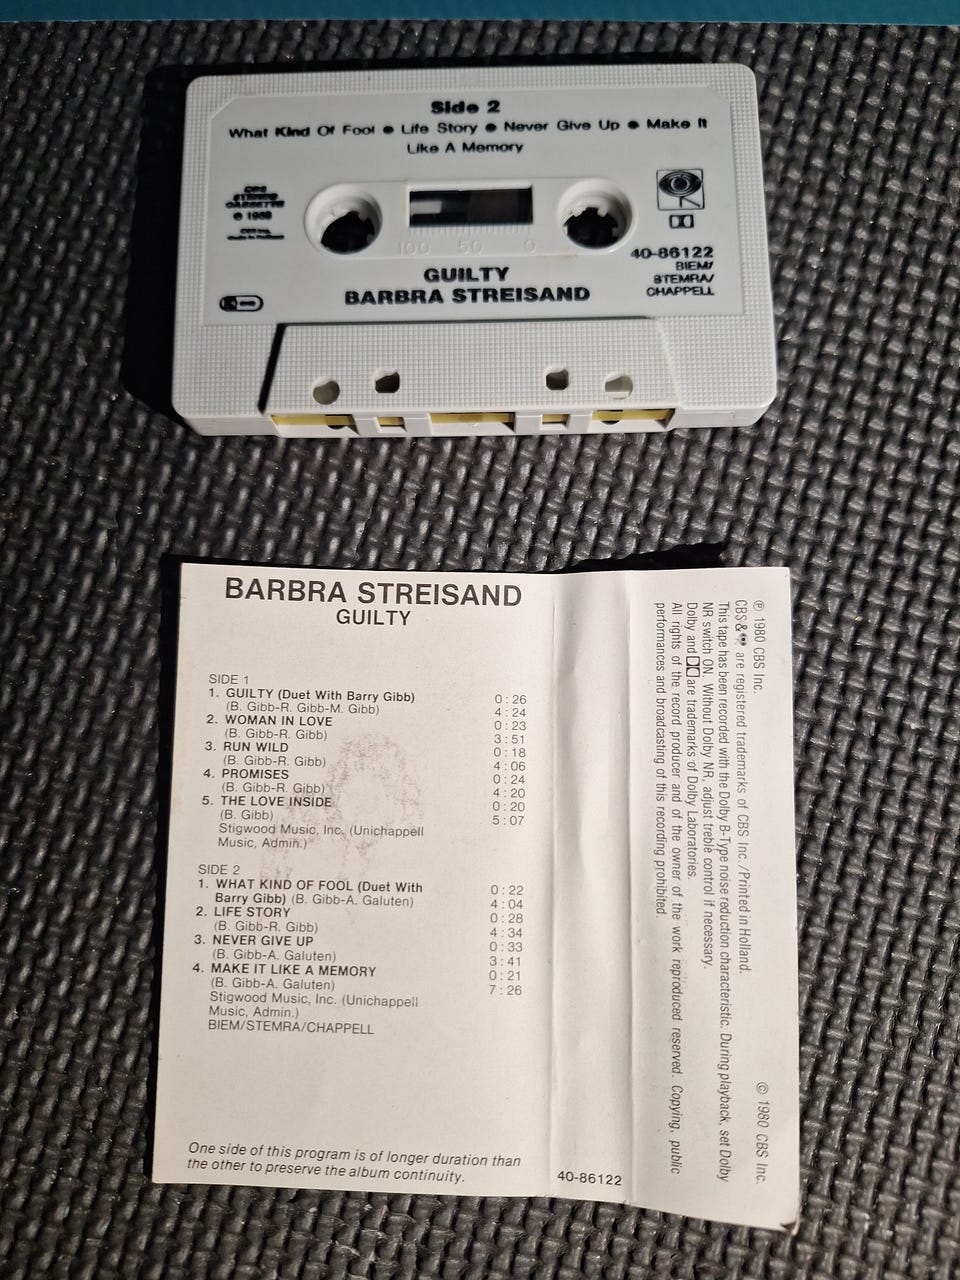 Side 2
What Kind Of Fool ● Life Story ● Never Give Up ● Make It
Like A Memory
CBS
STEREO
CASSETTE
℗ 1980
CBS Inc.
Made in Holland
100 50 0
40-86122
BIEM/
STEMRA/
CHAPPELL
GUILTY
BARBRA STREISAND
BARBRA STREISAND
GUILTY
SIDE 1
1. GUILTY (Duet With Barry Gibb) 0:26
(B. Gibb-R. Gibb-M. Gibb) 4:24
2. WOMAN IN LOVE 0:23
(B. Gibb-R. Gibb) 3:51
3. RUN WILD 0:18
(B. Gibb-R. Gibb) 4:06
4. PROMISES 0:24
(B. Gibb-R. Gibb) 4:20
5. THE LOVE INSIDE 0:20
(B. Gibb) 5:07
Stigwood Music, Inc. (Unichappell
Music, Admin.)
SIDE 2
1. WHAT KIND OF FOOL (Duet With 0:22
Barry Gibb) (B. Gibb-A. Galuten) 4:04
2. LIFE STORY 0:28
(B. Gibb-R. Gibb) 4:34
3. NEVER GIVE UP 0:33
(B. Gibb-A. Galuten) 3:41
4. MAKE IT LIKE A MEMORY 0:21
(B. Gibb-A. Galuten) 7:26
Stigwood Music, Inc. (Unichappell
Music, Admin.)
BIEM/STEMRA/CHAPPELL
One side of this program is of longer duration than
the other to preserve the album continuity.
40-86122
℗ 1980 CBS Inc. © 1980 CBS Inc.
CBS & are registered trademarks of CBS Inc./Printed in Holland.
This tape has been recorded with the Dolby B-Type noise reduction characteristic. During playback, set Dolby
NR switch ON. Without Dolby NR, adjust treble control if necessary.
Dolby and are trademarks of Dolby Laboratories.
All rights of the record producer and of the owner of the work reproduced reserved. Copying, public
performances and broadcasting of this recording prohibited.